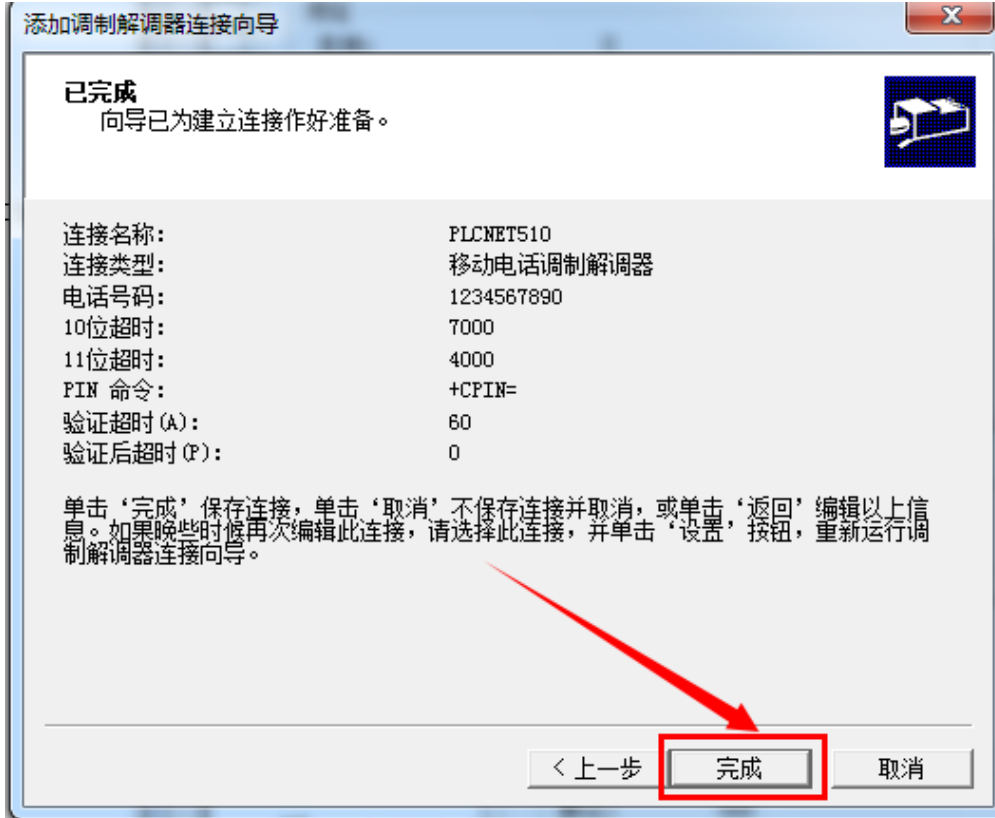 添加调制解调器连接向导
已完成
向导已为建立连接作好准备。
连接名称: PLCNET510
连接类型: 移动电话调制解调器
电话号码: 1234567890
10位超时: 7000
11位超时: 4000
PIN 命令: +CPIN=
验证超时(A): 60
验证后超时(P): 0
单击‘完成’保存连接，单击‘取消’不保存连接并取消，或单击‘返回’编辑以上信
息。如果晚些时候再次编辑此连接，请选择此连接，并单击‘设置’按钮，重新运行调
制解调器连接向导。
< 上一步 完成 取消